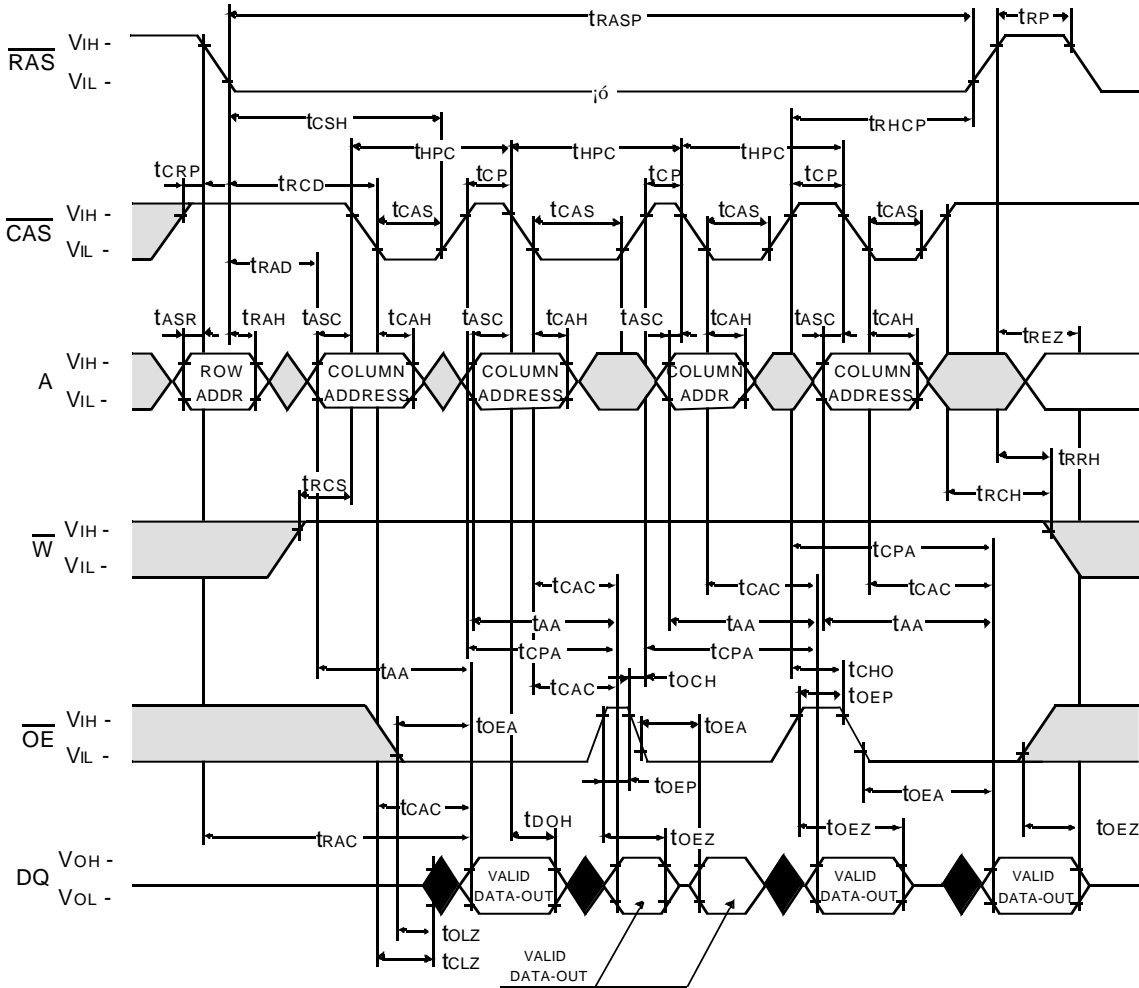 tRASP tRP
RAS VIH -
VIL -
¡ó
tCSH tRHCP
tHPC tHPC tHPC
tCRP tRCD tCP tCP tCP
CAS VIH -
VIL -
tCAS tCAS tCAS tCAS
tRAD
tASR tRAH tASC tCAH tASC tCAH tASC tCAH tASC tCAH tREZ
A VIH -
VIL -
ROW ADDR
COLUMN ADDRESS
COLUMN ADDRESS
COLUMN ADDR
COLUMN ADDRESS
tRRH
tRCS tRCH
W VIH -
VIL -
tCPA
tCAC tCAC tCAC
tAA tAA tAA
tCPA tCPA
tAA tOCH tCHO
tCAC tOEP
OE VIH -
VIL -
tOEA tOEA
tOEP tOEA
tCAC tDOH tOEZ tOEZ tOEZ
tRAC
DQ VOH -
VOL -
VALID DATA-OUT
VALID DATA-OUT
VALID DATA-OUT
tOLZ
tCLZ
VALID
DATA-OUT